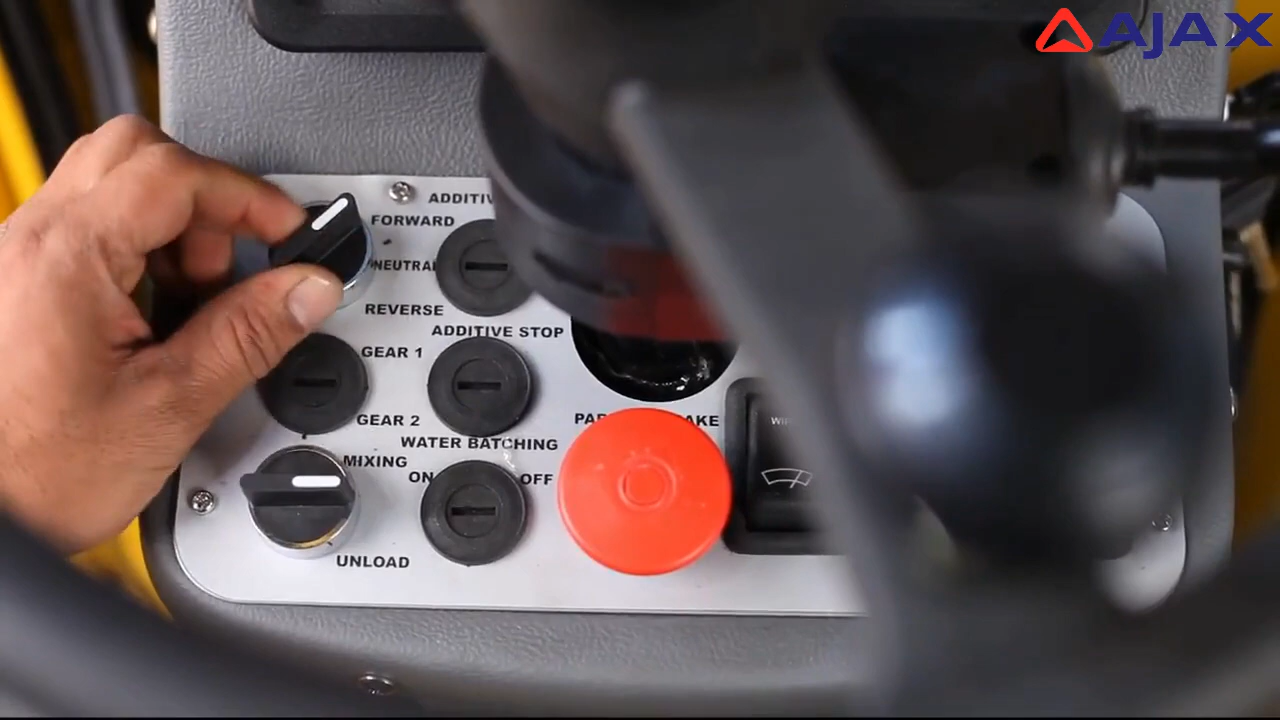 AJAX
FORWARD
NEUTRAL
REVERSE
ADDITIVE STOP
GEAR 1
GEAR 2
WATER BATCHING
ON OFF
MIXING
UNLOAD